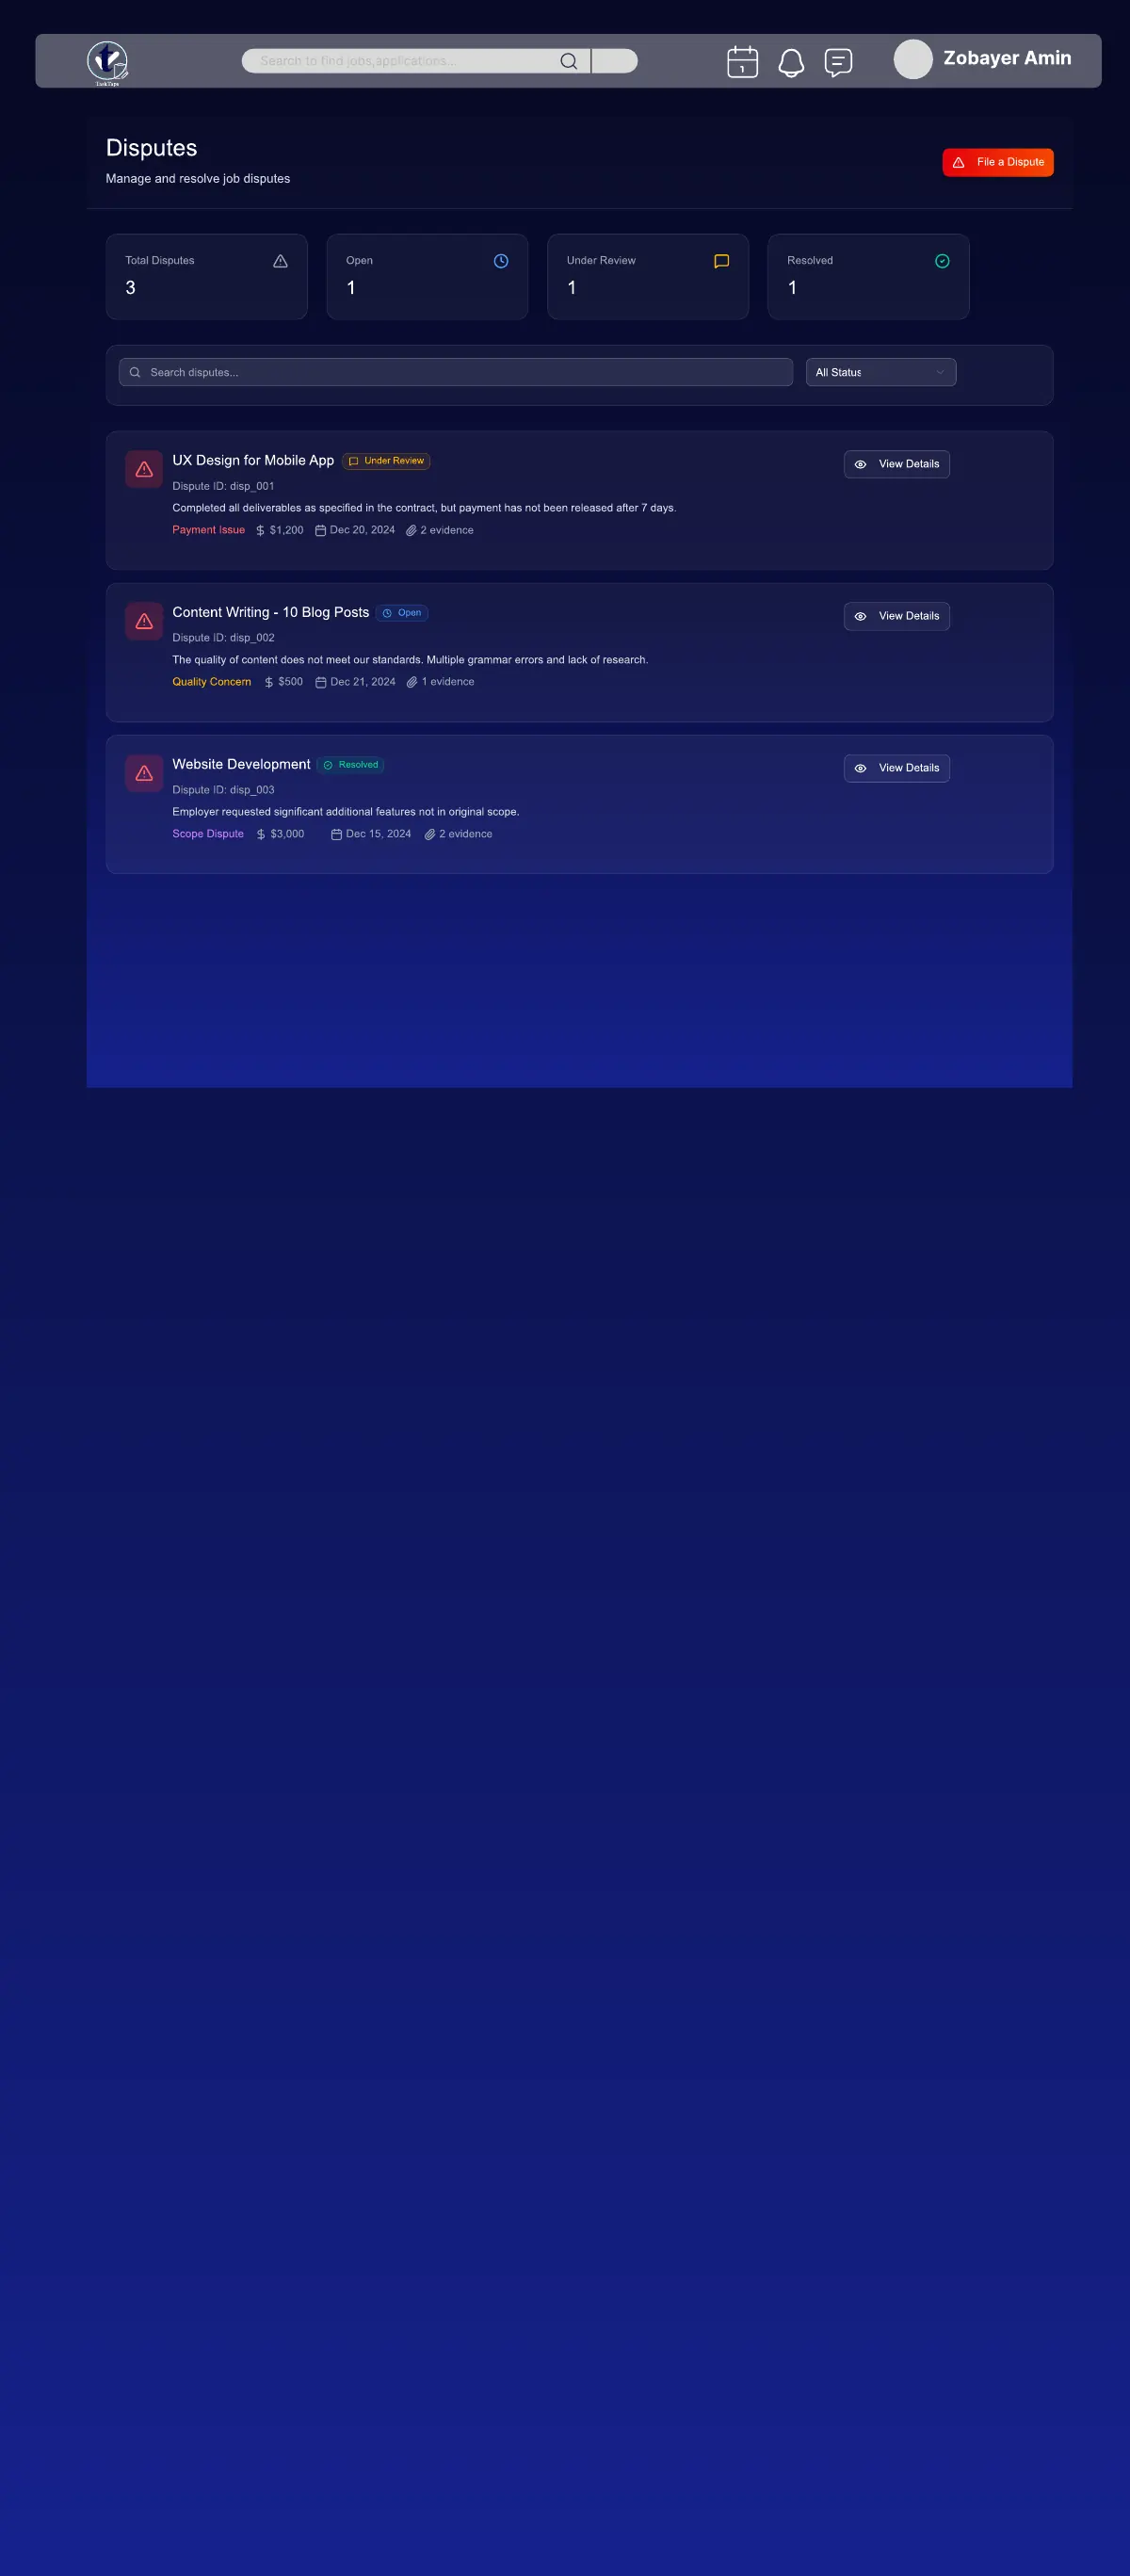 TaskTaps
Search to find jobs,applications...
1
Zobayer Amin
Disputes
Manage and resolve job disputes
File a Dispute
Total Disputes
3
Open
1
Under Review
1
Resolved
1
Search disputes...
All Status
UX Design for Mobile App Under Review
View Details
Dispute ID: disp_001
Completed all deliverables as specified in the contract, but payment has not been released after 7 days.
Payment Issue $1,200 Dec 20, 2024 2 evidence
Content Writing - 10 Blog Posts Open
View Details
Dispute ID: disp_002
The quality of content does not meet our standards. Multiple grammar errors and lack of research.
Quality Concern $500 Dec 21, 2024 1 evidence
Website Development Resolved
View Details
Dispute ID: disp_003
Employer requested significant additional features not in original scope.
Scope Dispute $3,000 Dec 15, 2024 2 evidence